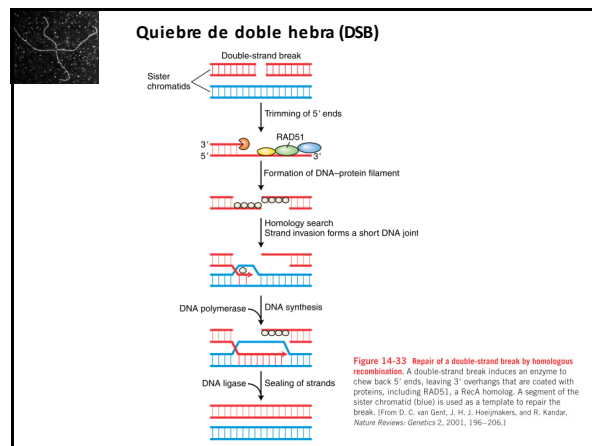 Quiebre de doble hebra (DSB)
Double-strand break
Sister
chromatids
Trimming of 5' ends
RAD51
3'
5'
3'
Formation of DNA–protein filament
Homology search
Strand invasion forms a short DNA joint
DNA polymerase
DNA synthesis
DNA ligase
Sealing of strands
Figure 14-33 Repair of a double-strand break by homologous
recombination. A double-strand break induces an enzyme to
chew back 5' ends, leaving 3' overhangs that are coated with
proteins, including RAD51, a RecA homolog. A segment of the
sister chromatid (blue) is used as a template to repair the
break. [From D. C. van Gent, J. H. J. Hoeijmakers, and R. Kandar,
Nature Reviews: Genetics 2, 2001, 196–206.]